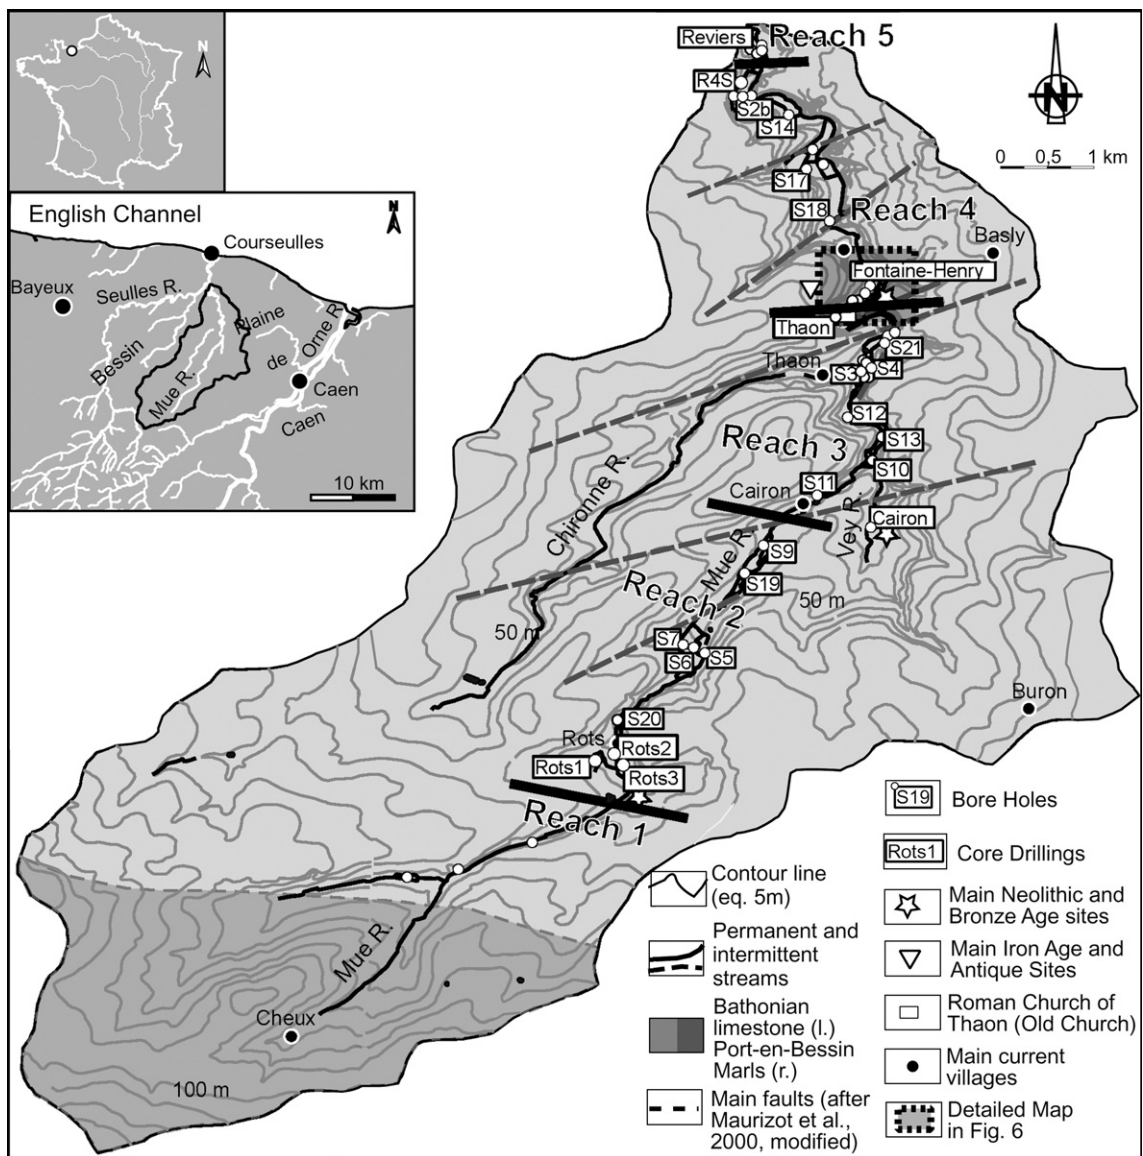 N
English Channel
N
Courseulles
Bayeux
Seulles R.
Plaine
de
Orne R.
Bessin
Mue R.
Caen
Caen
10 km
Reviers
Reach 5
R4S
S2b
S14
N
0 0,5 1 km
S17
S18
Reach 4
Basly
Fontaine-Henry
Thaon
S21
Thaon
S3
S4
S12
Reach 3
S13
S10
S11
Cairon
Vey R.
Cairon
Chironne R.
Mue R.
S9
S19
Reach 2
50 m
50 m
S7
S6
S5
Buron
S20
Rots
Rots2
Rots1
Rots3
Reach 1
Mue R.
Cheux
100 m
S19
Bore Holes
Rots1
Core Drillings
Main Neolithic and
Bronze Age sites
Main Iron Age and
Antique Sites
Roman Church of
Thaon (Old Church)
Main current
villages
Detailed Map
in Fig. 6
Contour line
(eq. 5m)
Permanent and
intermittent
streams
Bathonian
limestone (l.)
Port-en-Bessin
Marls (r.)
Main faults (after
Maurizot et al.,
2000, modified)